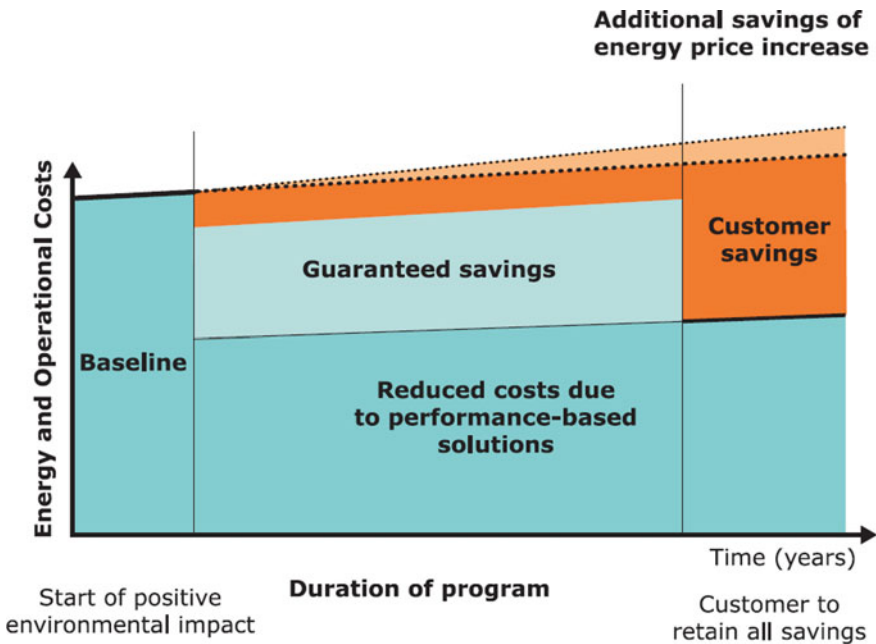 Additional savings of
energy price increase
Energy and Operational Costs
Customer
savings
Guaranteed savings
Baseline
Reduced costs due
to performance-based
solutions
Time (years)
Duration of program
Start of positive
environmental impact
Customer to
retain all savings